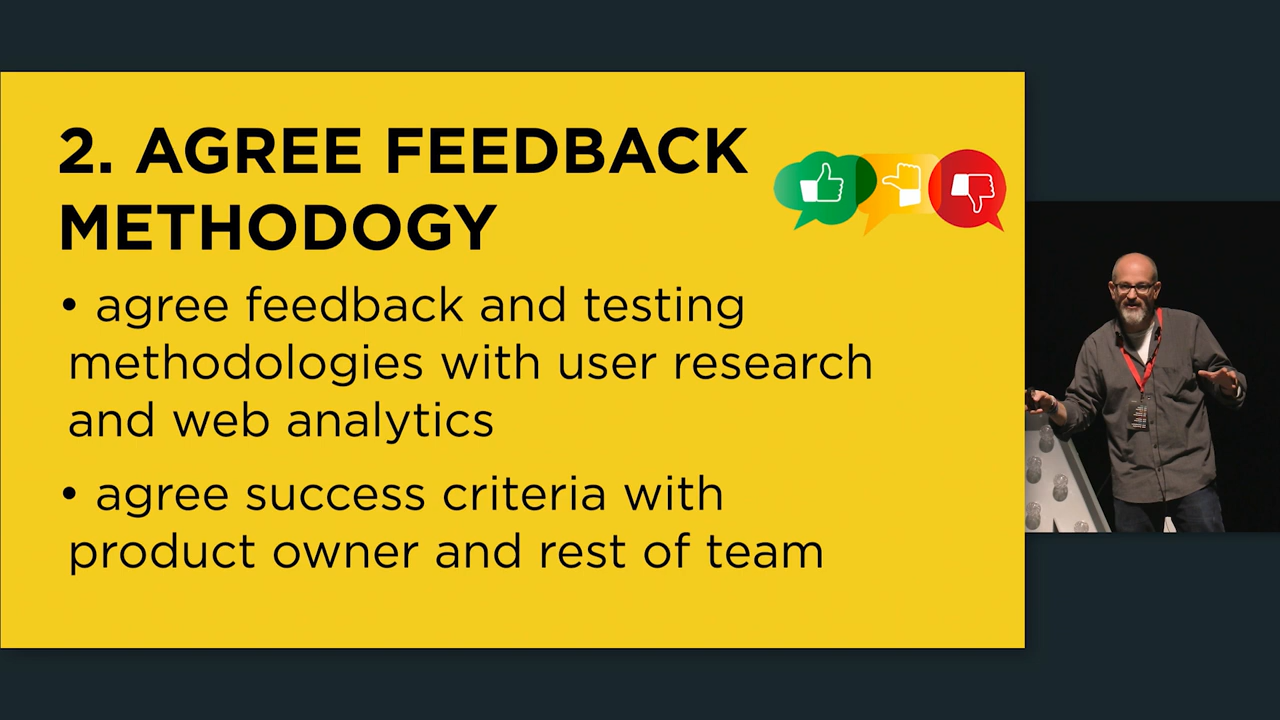 2. AGREE FEEDBACK
METHODOGY
• agree feedback and testing
methodologies with user research
and web analytics
• agree success criteria with
product owner and rest of team